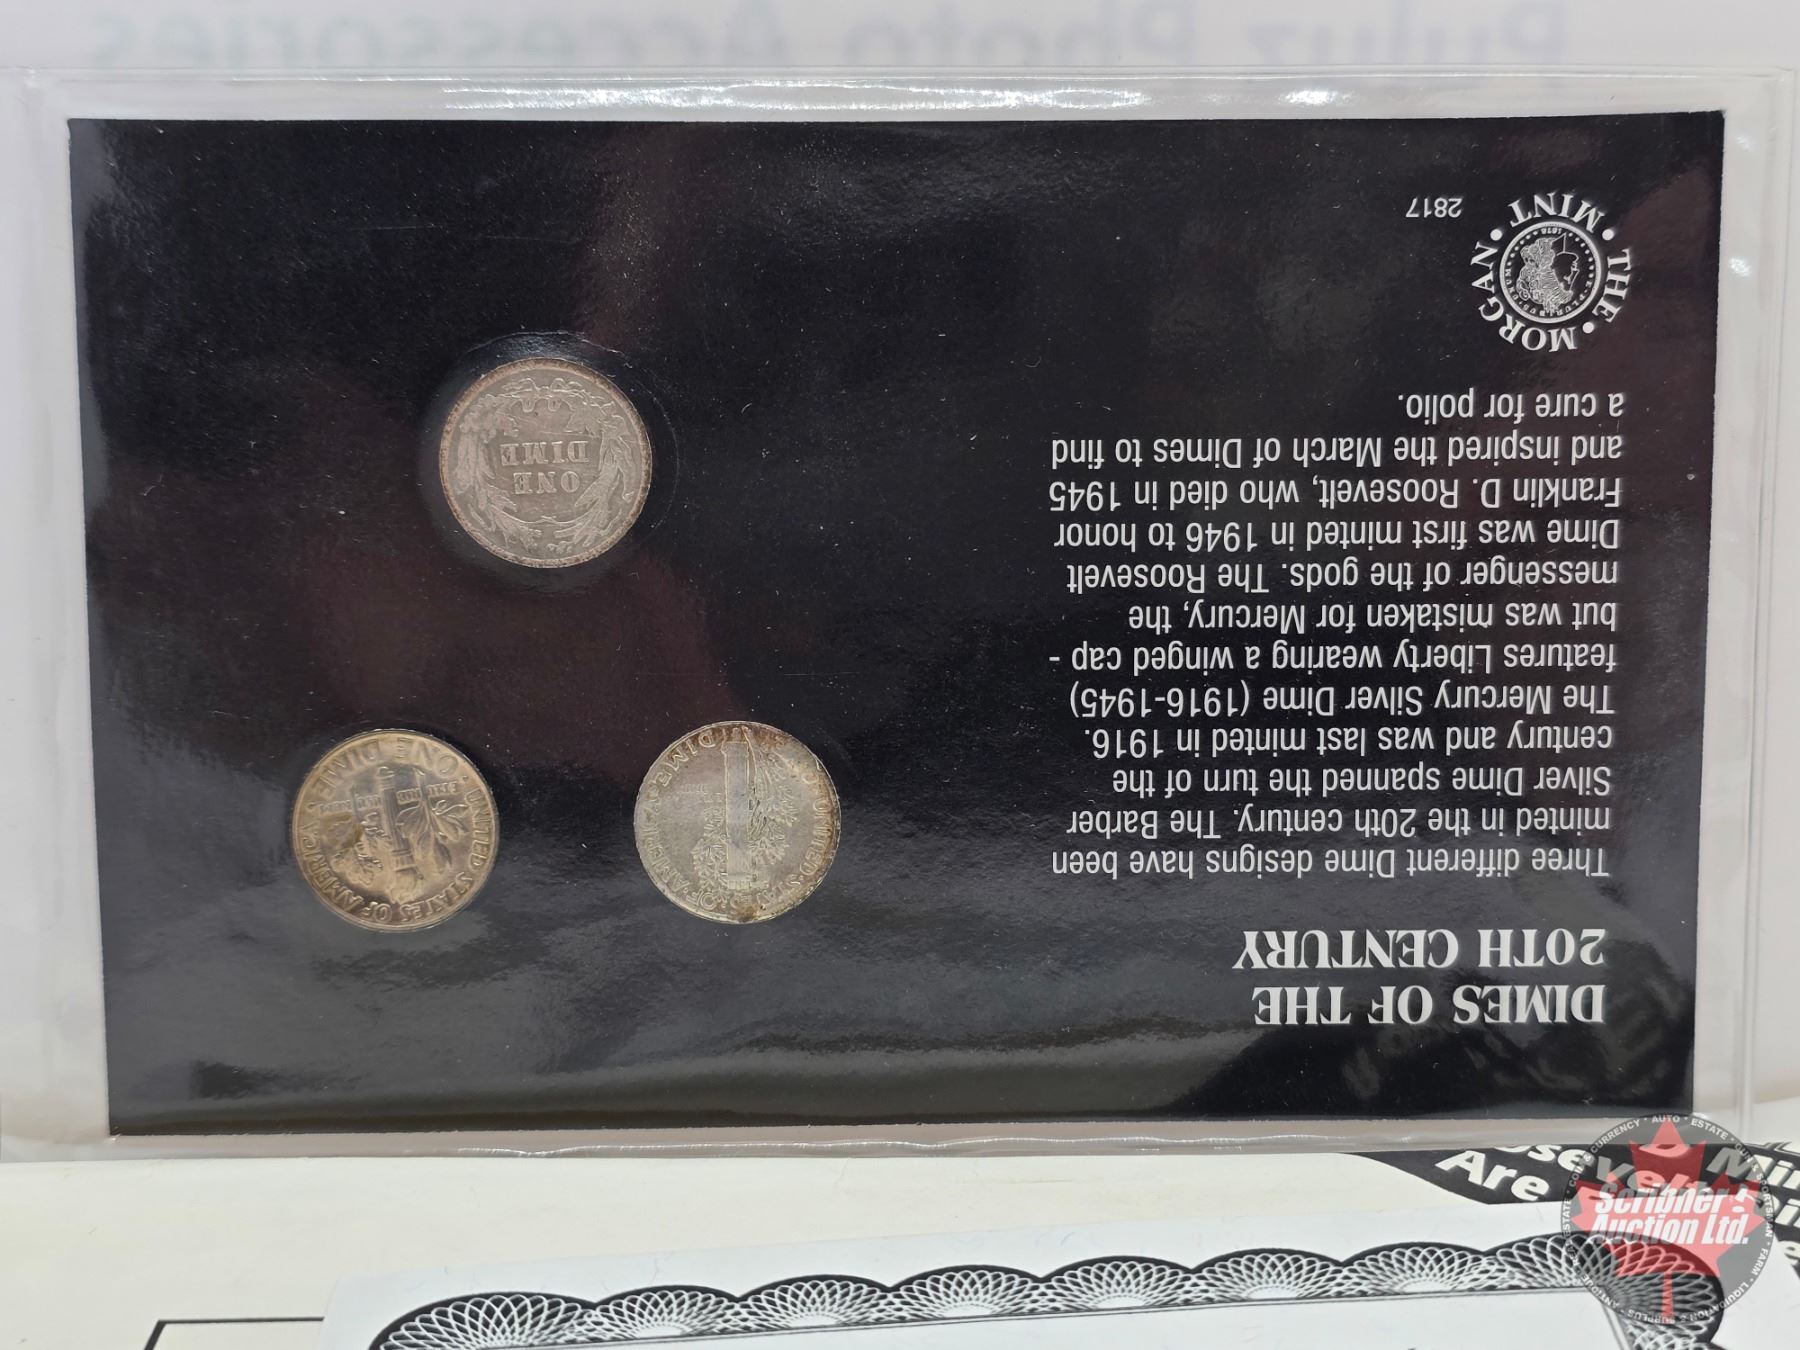 DIMES OF THE
20TH CENTURY
Three different Dime designs have been
minted in the 20th century. The Barber
Silver Dime spanned the turn of the
century and was last minted in 1916.
The Mercury Silver Dime (1916-1945)
features Liberty wearing a winged cap -
but was mistaken for Mercury, the
messenger of the gods. The Roosevelt
Dime was first minted in 1946 to honor
Franklin D. Roosevelt, who died in 1945
and inspired the March of Dimes to find
a cure for polio.
THE • MORGAN • MINT •
2817
UNITED STATES OF AMERICA
ONE DIME
ONE
DIME
Puluz Photo Accessories
Are
Scribner
Auction Ltd.